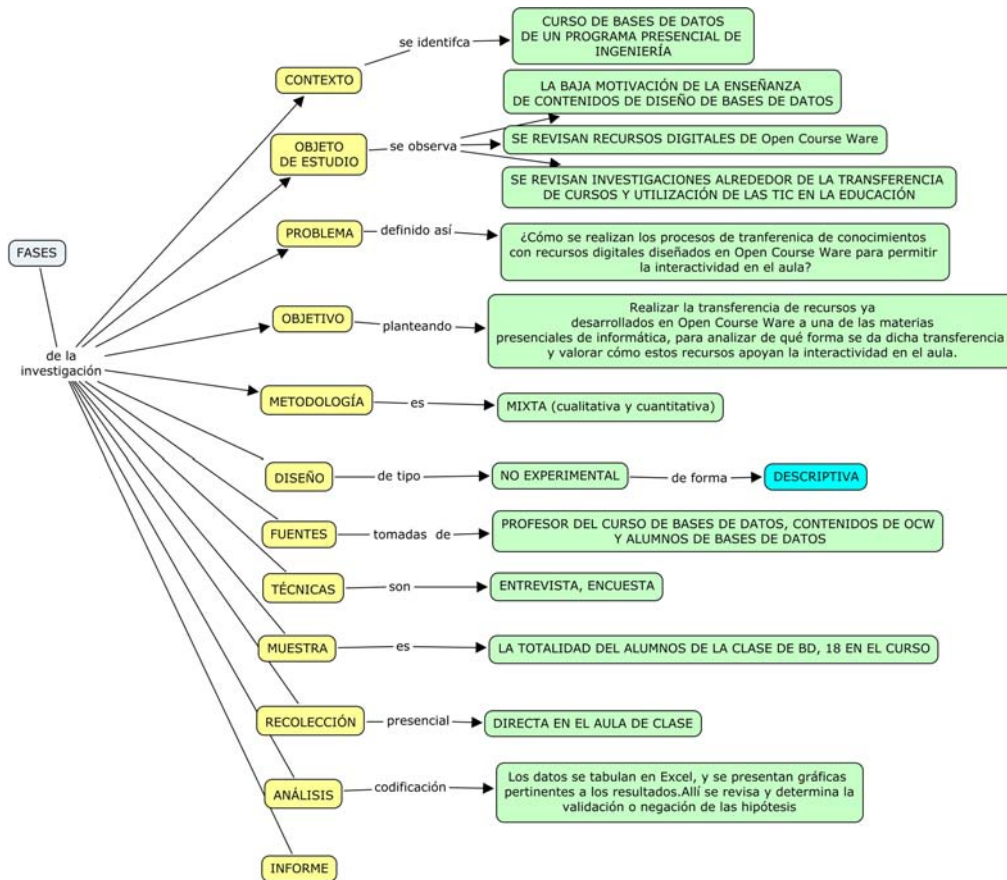 FASES
de la
investigación
CONTEXTO
se identifca
CURSO DE BASES DE DATOS
DE UN PROGRAMA PRESENCIAL DE
INGENIERÍA
OBJETO
DE ESTUDIO
se observa
LA BAJA MOTIVACIÓN DE LA ENSEÑANZA
DE CONTENIDOS DE DISEÑO DE BASES DE DATOS
SE REVISAN RECURSOS DIGITALES DE Open Course Ware
SE REVISAN INVESTIGACIONES ALREDEDOR DE LA TRANSFERENCIA
DE CURSOS Y UTILIZACIÓN DE LAS TIC EN LA EDUCACIÓN
PROBLEMA
definido así
¿Cómo se realizan los procesos de tranferenica de conocimientos
con recursos digitales diseñados en Open Course Ware para permitir
la interactividad en el aula?
OBJETIVO
planteando
Realizar la transferencia de recursos ya
desarrollados en Open Course Ware a una de las materias
presenciales de informática, para analizar de qué forma se da dicha transferencia
y valorar cómo estos recursos apoyan la interactividad en el aula.
METODOLOGÍA
es
MIXTA (cualitativa y cuantitativa)
DISEÑO
de tipo
NO EXPERIMENTAL
de forma
DESCRIPTIVA
FUENTES
tomadas de
PROFESOR DEL CURSO DE BASES DE DATOS, CONTENIDOS DE OCW
Y ALUMNOS DE BASES DE DATOS
TÉCNICAS
son
ENTREVISTA, ENCUESTA
MUESTRA
es
LA TOTALIDAD DEL ALUMNOS DE LA CLASE DE BD, 18 EN EL CURSO
RECOLECCIÓN
presencial
DIRECTA EN EL AULA DE CLASE
ANÁLISIS
codificación
Los datos se tabulan en Excel, y se presentan gráficas
pertinentes a los resultados.Allí se revisa y determina la
validación o negación de las hipótesis
INFORME